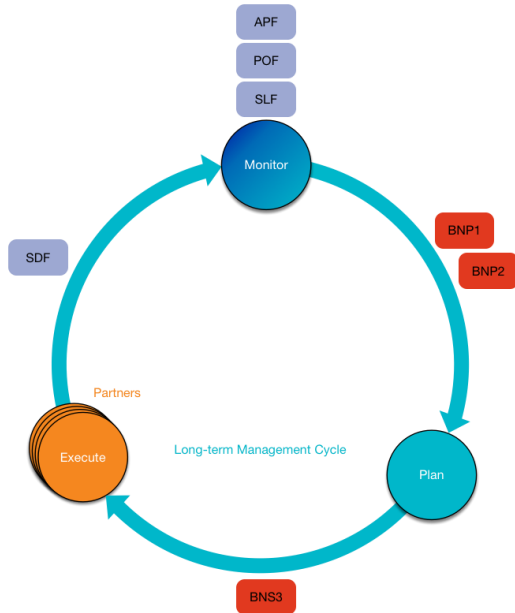 APF
POF
SLF
Monitor
BNP1
BNP2
SDF
Partners
Execute
Long-term Management Cycle
Plan
BNS3